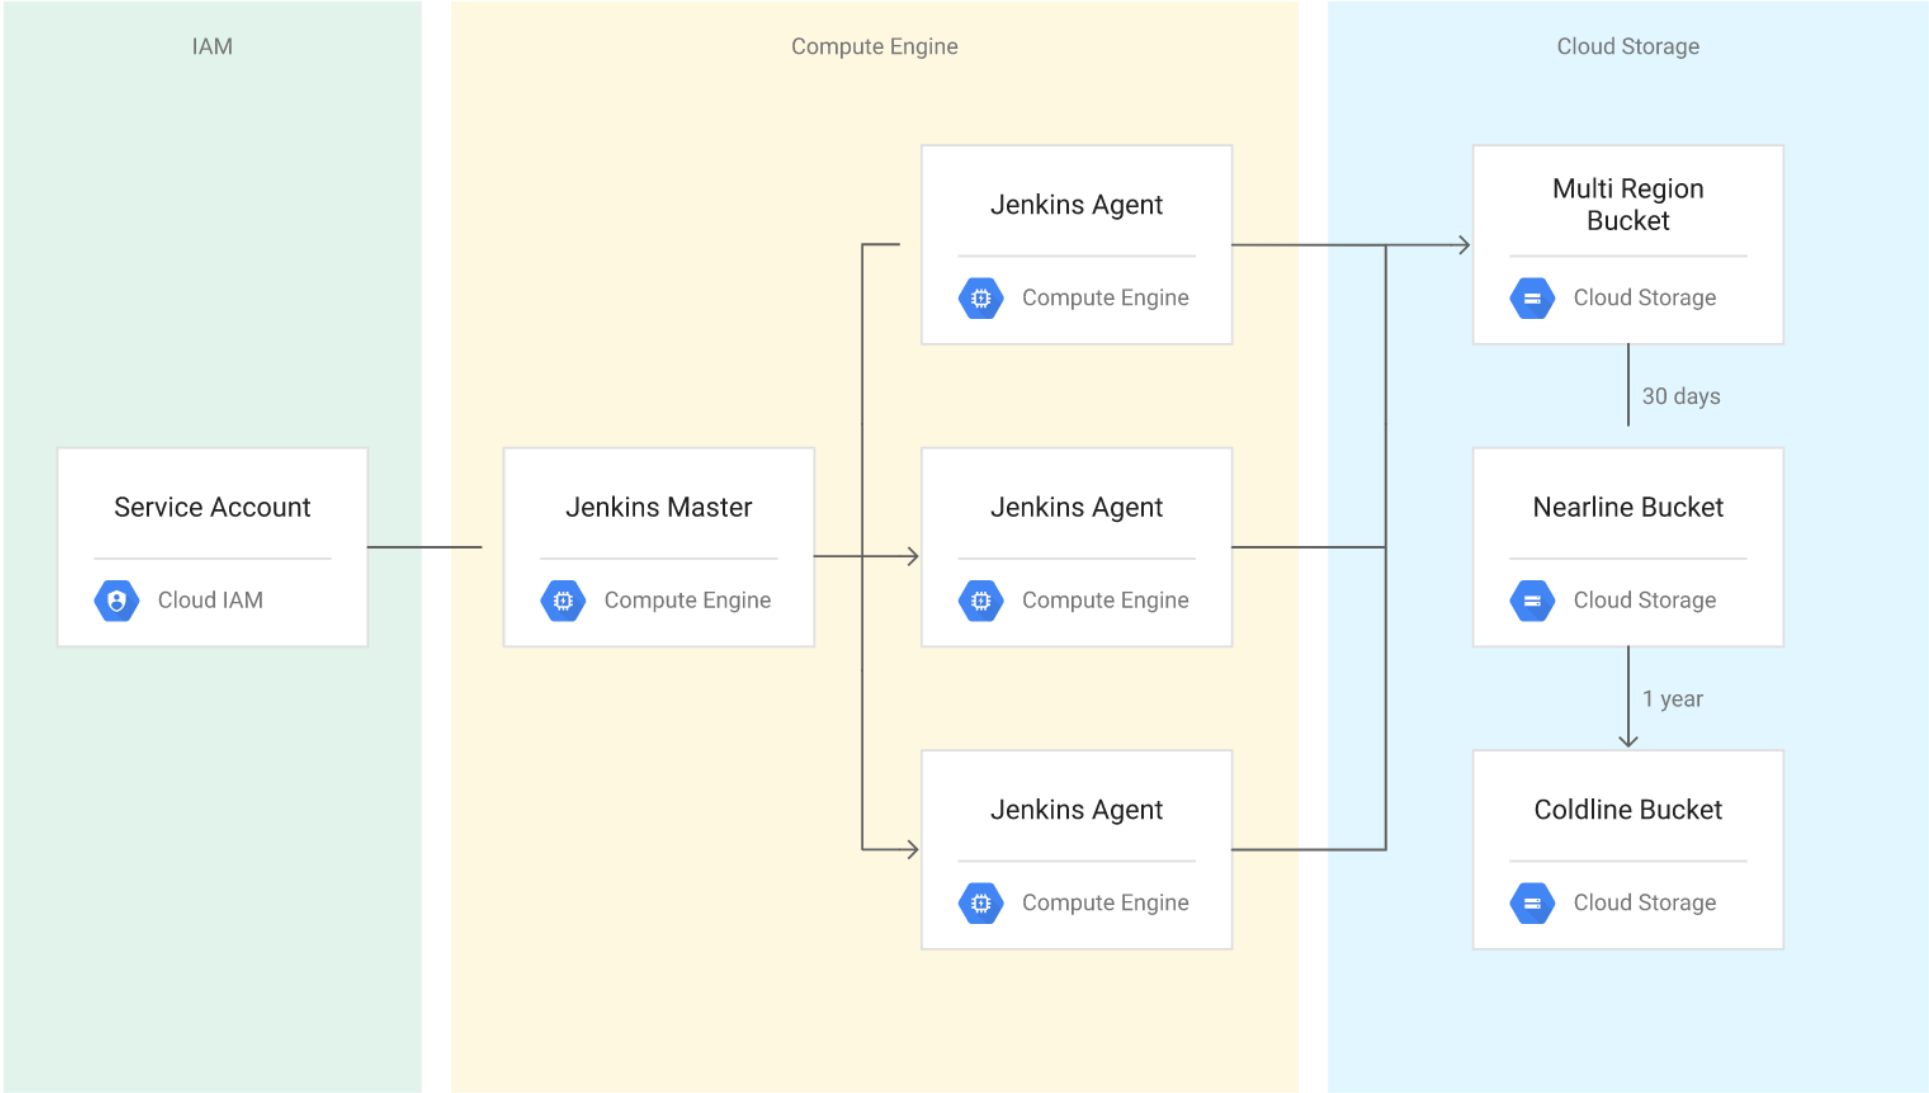 IAM
Compute Engine
Cloud Storage
Service Account
Cloud IAM
Jenkins Master
Compute Engine
Jenkins Agent
Compute Engine
Jenkins Agent
Compute Engine
Jenkins Agent
Compute Engine
Multi Region
Bucket
Cloud Storage
30 days
Nearline Bucket
Cloud Storage
1 year
Coldline Bucket
Cloud Storage